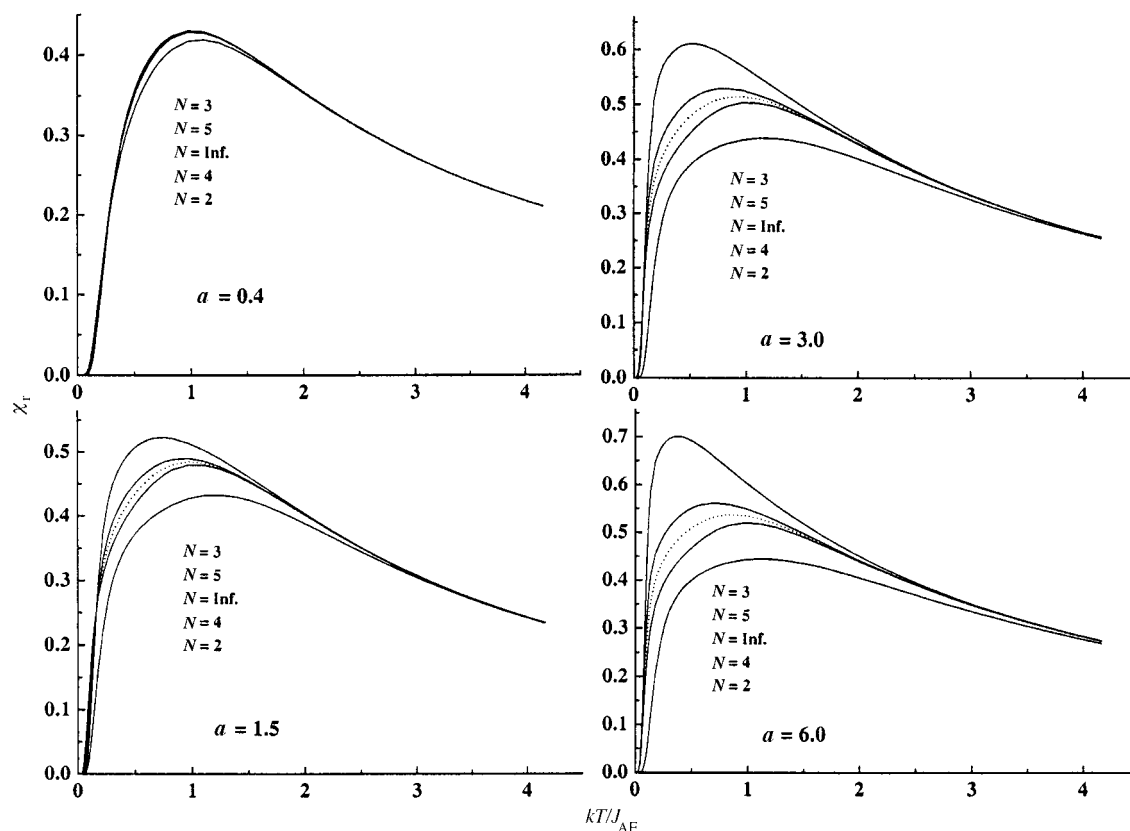 0.4
0.3
0.2
0.1
0.0
N = 3
N = 5
N = Inf.
N = 4
N = 2
a = 0.4
0 1 2 3 4
0.6
0.5
0.4
0.3
0.2
0.1
0.0
N = 3
N = 5
N = Inf.
N = 4
N = 2
a = 3.0
0 1 2 3 4
χr
0.5
0.4
0.3
0.2
0.1
0.0
N = 3
N = 5
N = Inf.
N = 4
N = 2
a = 1.5
0 1 2 3 4
0.7
0.6
0.5
0.4
0.3
0.2
0.1
0.0
N = 3
N = 5
N = Inf.
N = 4
N = 2
a = 6.0
0 1 2 3 4
kT/J_AF